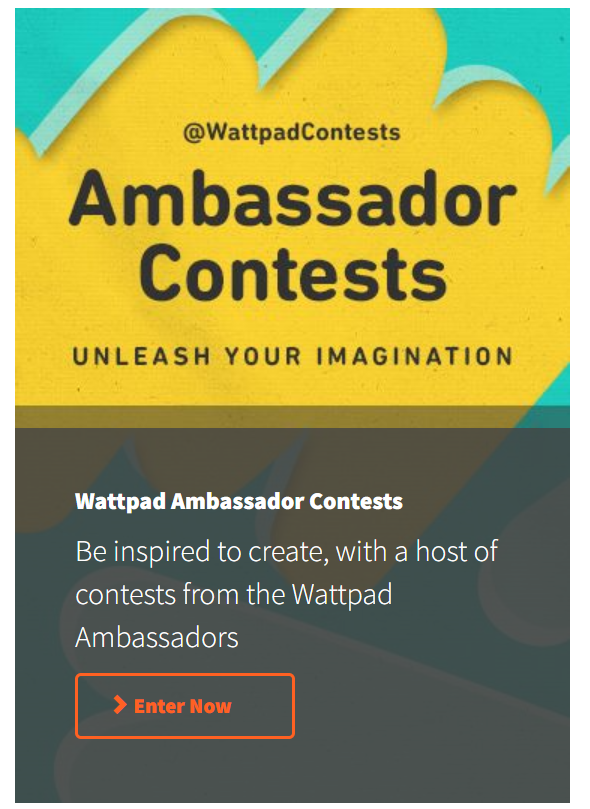 @WattpadContests
Ambassador
Contests
UNLEASH YOUR IMAGINATION
Wattpad Ambassador Contests
Be inspired to create, with a host of
contests from the Wattpad
Ambassadors
Enter Now